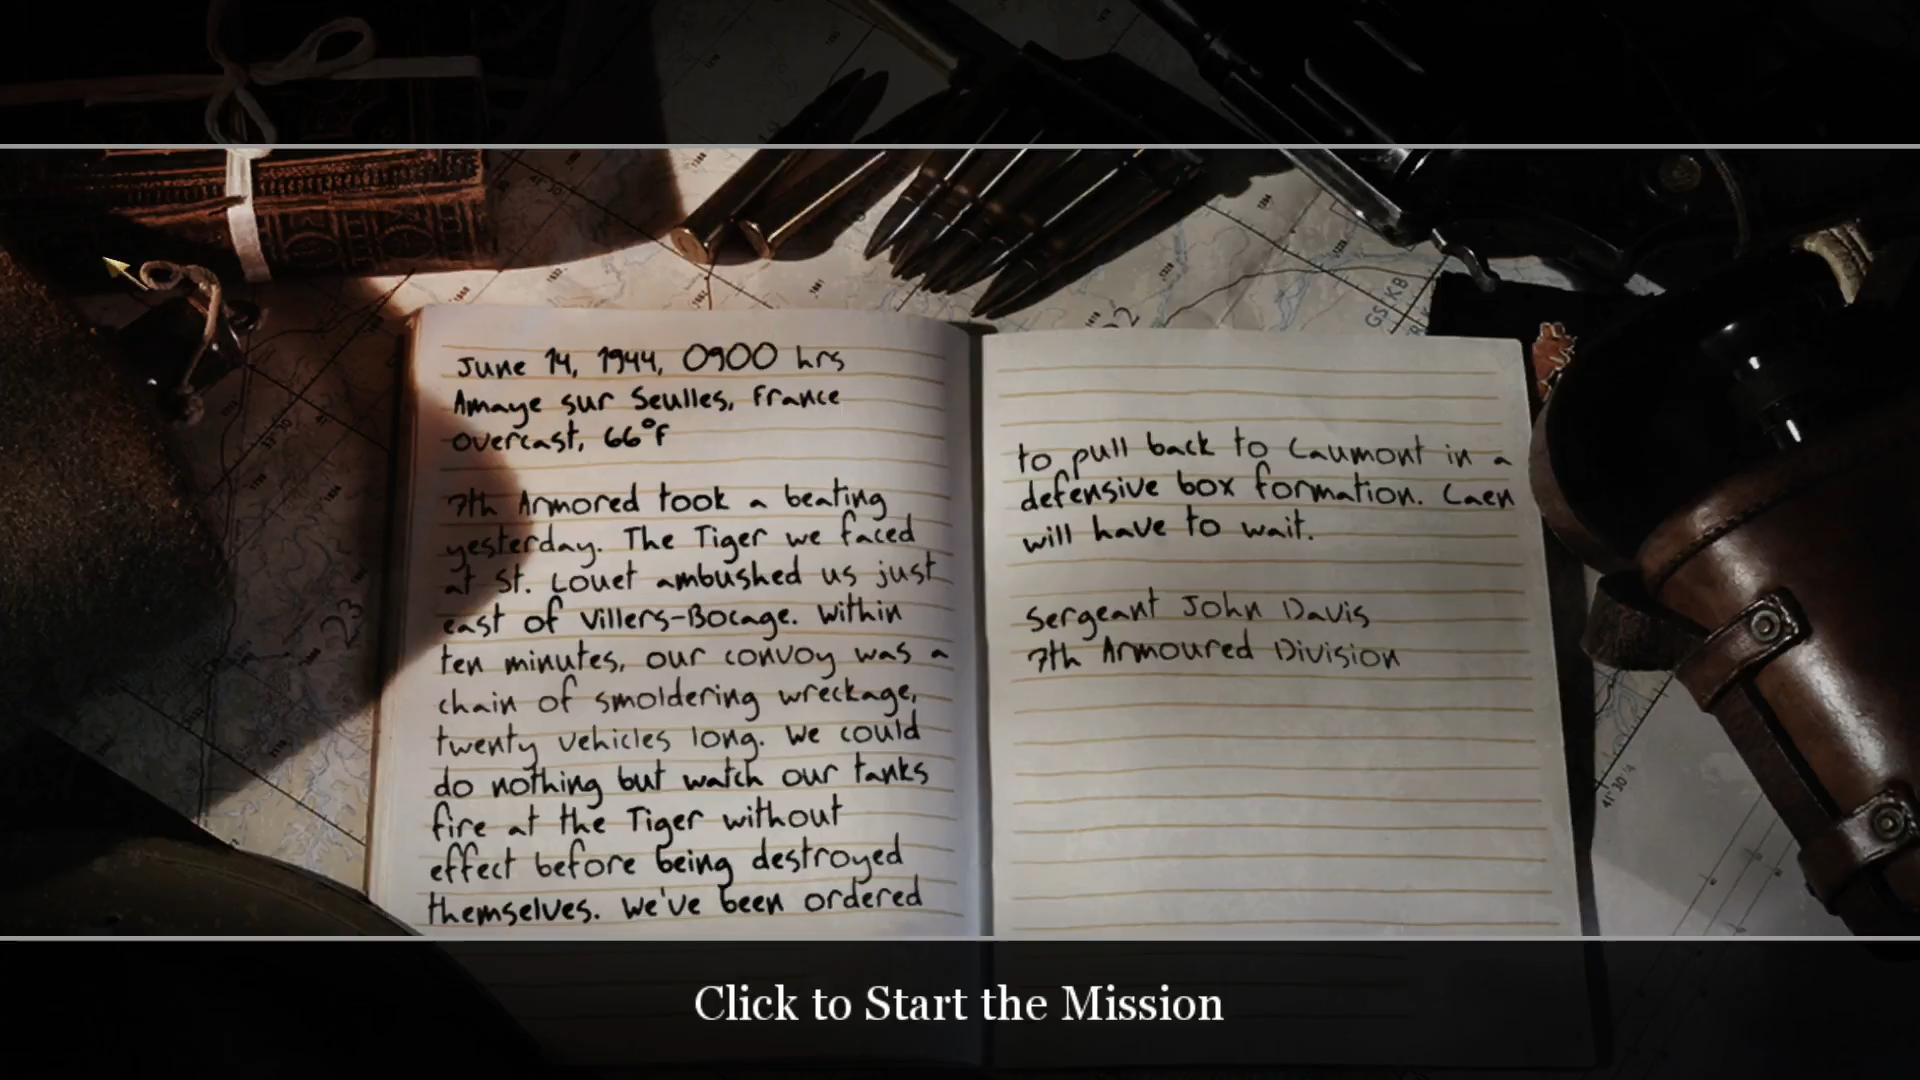 June 14, 1944, 0900 hrs
Amaye sur Seulles, France
Overcast, 66°F
7th Armored took a beating
yesterday. The Tiger we faced
at St. Louet ambushed us just
east of Villers-Bocage. Within
ten minutes, our convoy was a
chain of smoldering wreckage,
twenty vehicles long. We could
do nothing but watch our tanks
fire at the Tiger without
effect before being destroyed
themselves. We've been ordered
to pull back to Caumont in a
defensive box formation. Caen
will have to wait.
Sergeant John Davis
7th Armoured Division
Click to Start the Mission